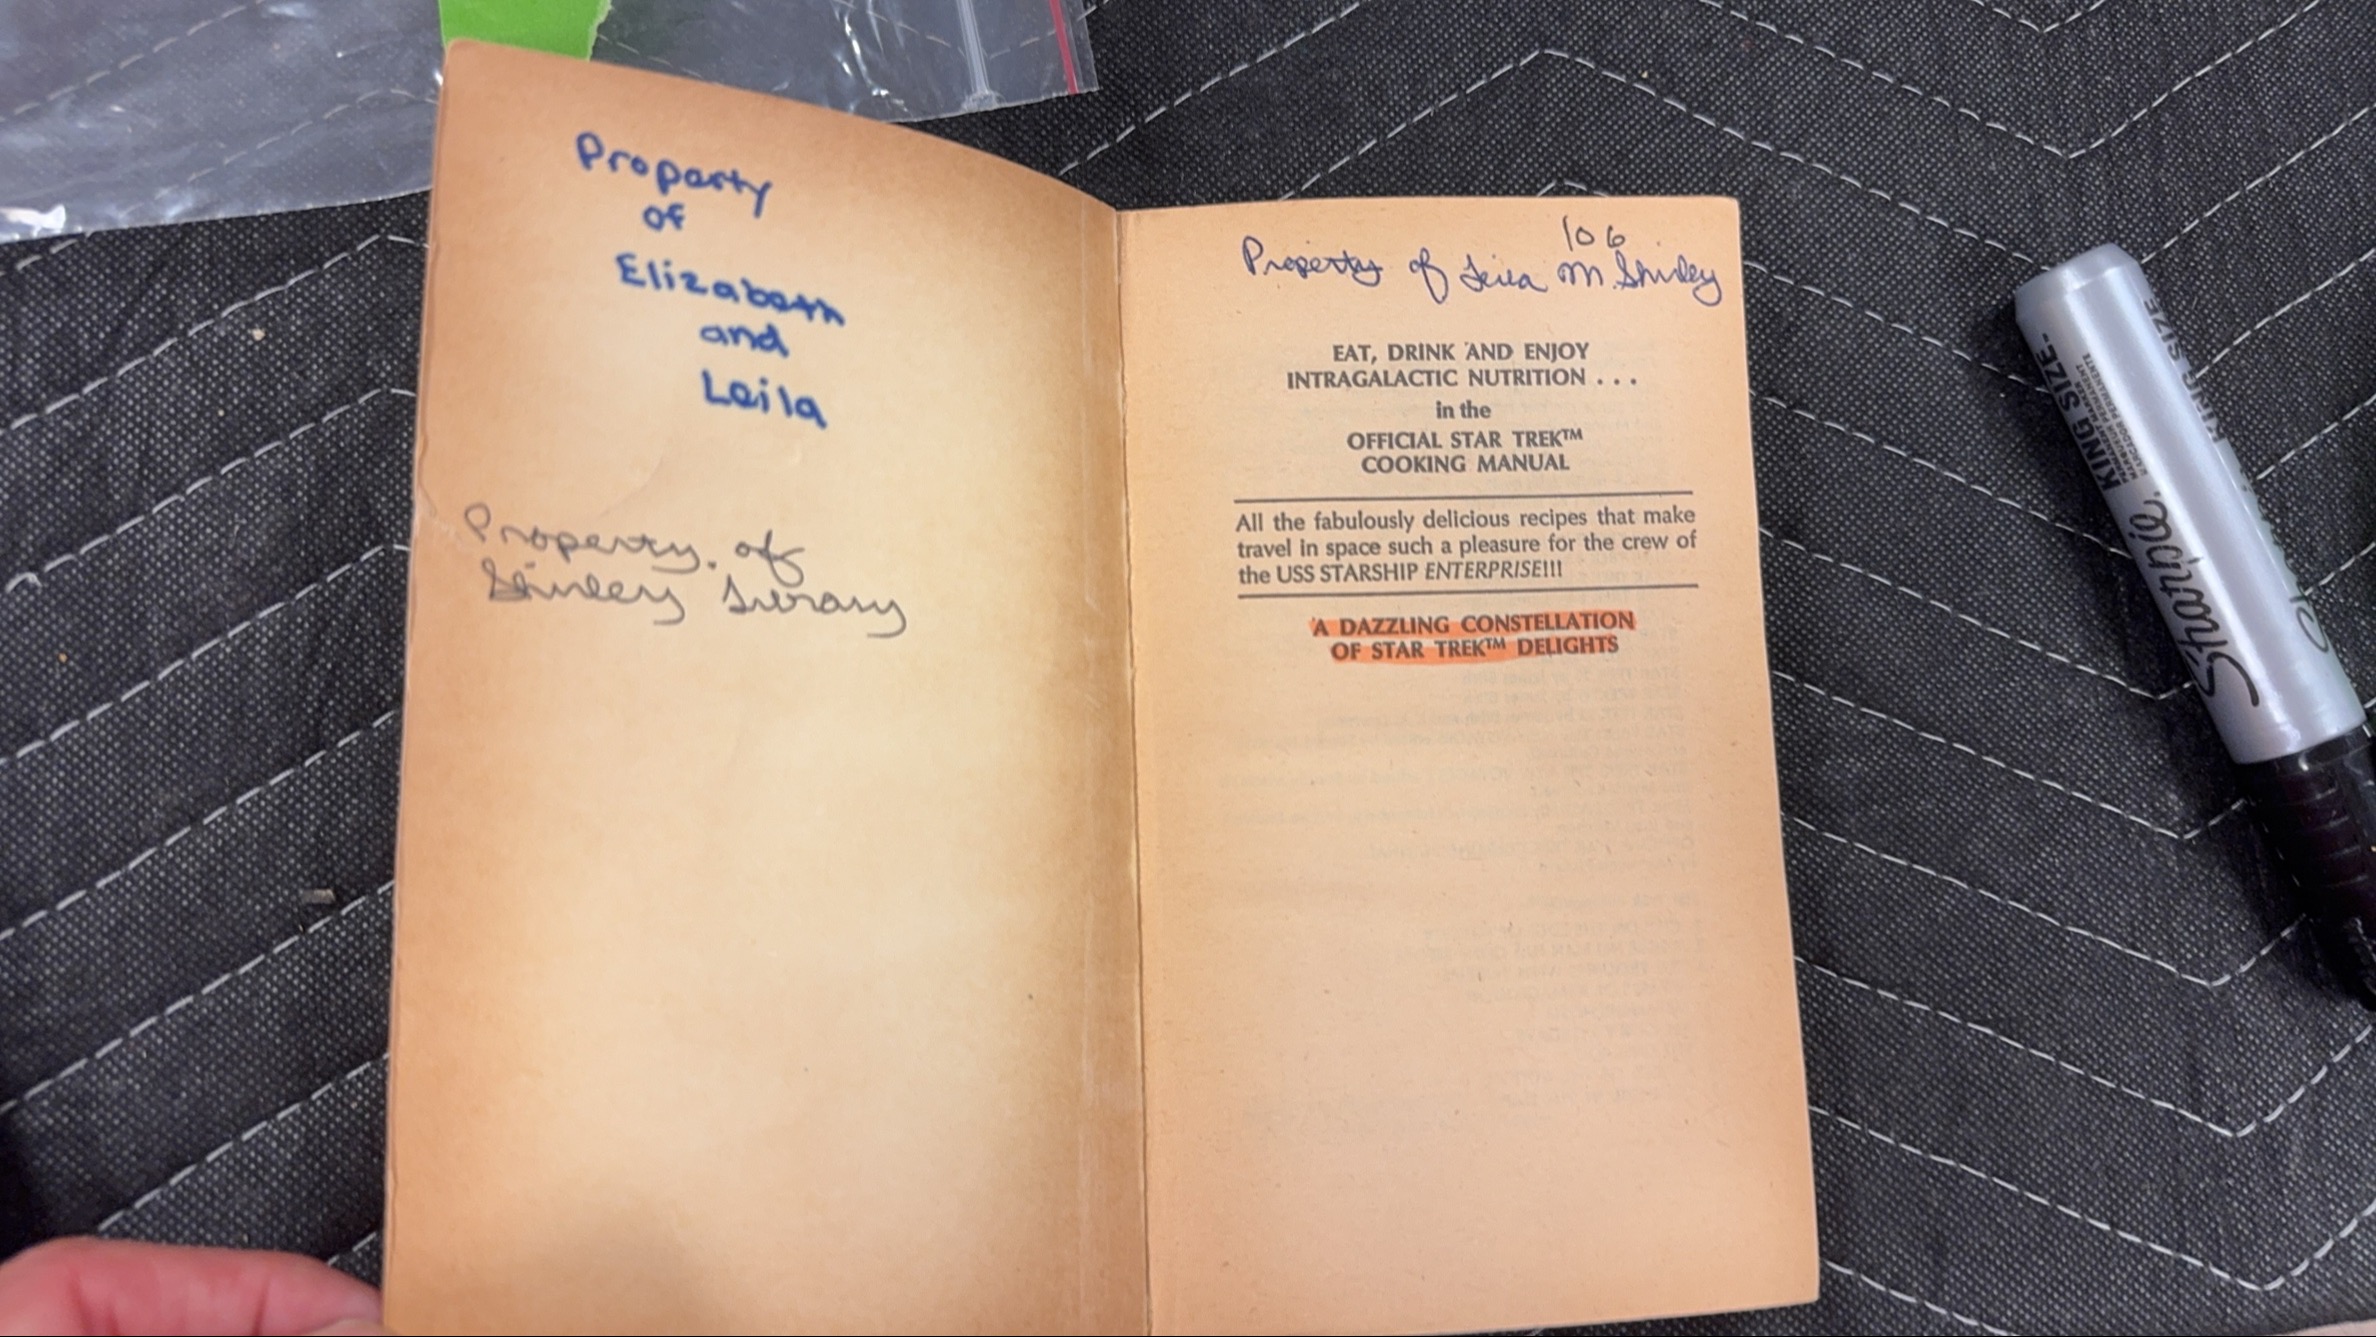 Property
of
Elizabeth
and
Leila
Property of
Shirley Library
106
Property of Leila M. Shirley
EAT, DRINK AND ENJOY
INTRAGALACTIC NUTRITION . . .
in the
OFFICIAL STAR TREK™
COOKING MANUAL
All the fabulously delicious recipes that make
travel in space such a pleasure for the crew of
the USS STARSHIP ENTERPRISE!!!
A DAZZLING CONSTELLATION
OF STAR TREK™ DELIGHTS
Sharpie.
KING SIZE
KING SIZE